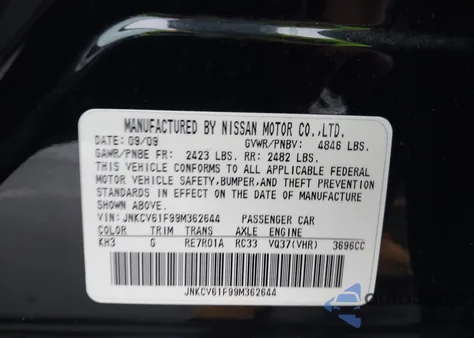 MANUFACTURED BY NISSAN MOTOR CO.,LTD.
DATE: 09/09 GVWR/PNBV: 4846 LBS.
GAWR/PNBE FR: 2423 LBS. RR: 2482 LBS.
THIS VEHICLE CONFORMS TO ALL APPLICABLE FEDERAL
MOTOR VEHICLE SAFETY, BUMPER, AND THEFT PREVENTION
STANDARDS IN EFFECT ON THE DATE OF MANUFACTURE
SHOWN ABOVE.
VIN: JNKCV61F99M362644 PASSENGER CAR
COLOR TRIM TRANS AXLE ENGINE
KH3 G RE7R01A RC33 VQ37(VHR) 3696CC
JNKCV61F99M362644